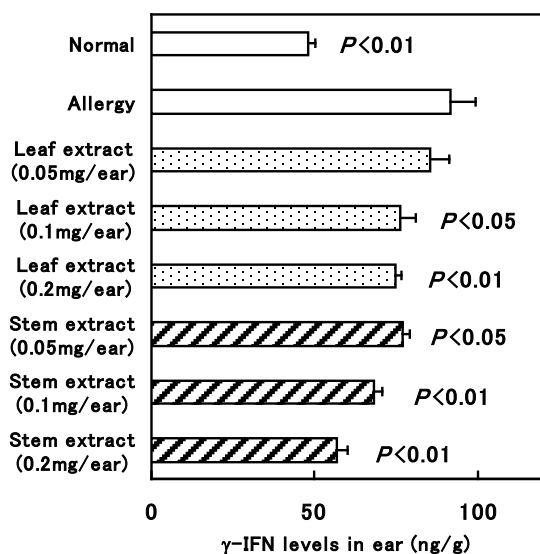 Normal
P<0.01
Allergy
Leaf extract
(0.05mg/ear)
Leaf extract
(0.1mg/ear)
P<0.05
Leaf extract
(0.2mg/ear)
P<0.01
Stem extract
(0.05mg/ear)
P<0.05
Stem extract
(0.1mg/ear)
P<0.01
Stem extract
(0.2mg/ear)
P<0.01
0 50 100
γ-IFN levels in ear (ng/g)